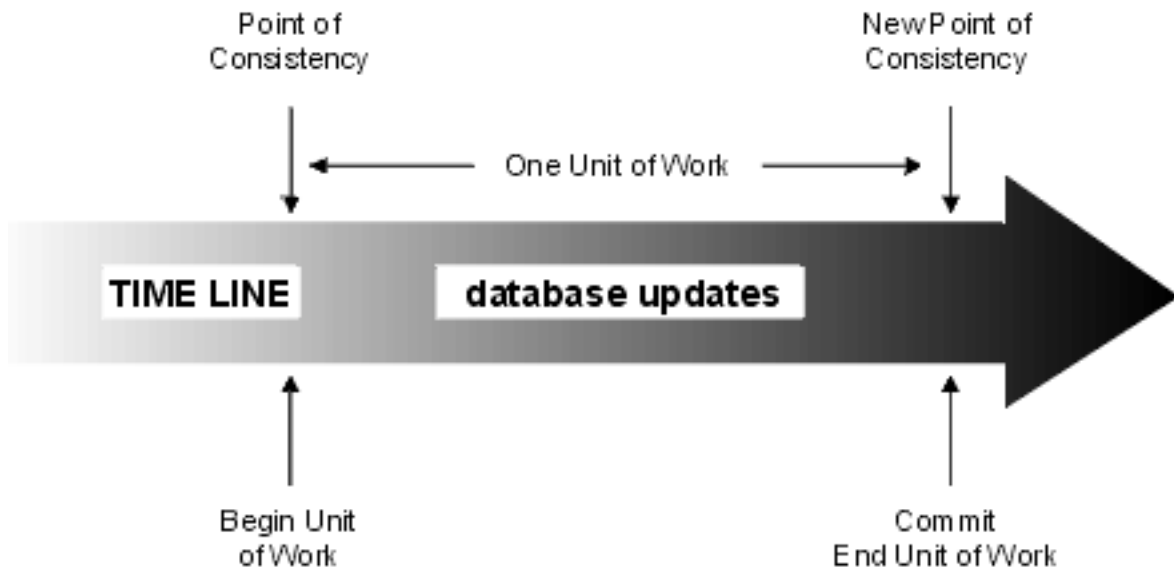 Point of
Consistency
New Point of
Consistency
One Unit of Work
TIME LINE
database updates
Begin Unit
of Work
Commit
End Unit of Work